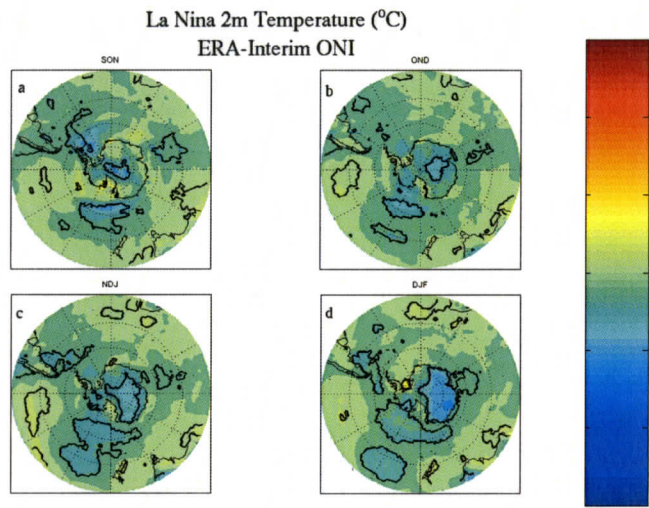 La Nina 2m Temperature (°C)
ERA-Interim ONI
SON
OND
a
b
NDJ
DJF
c
d